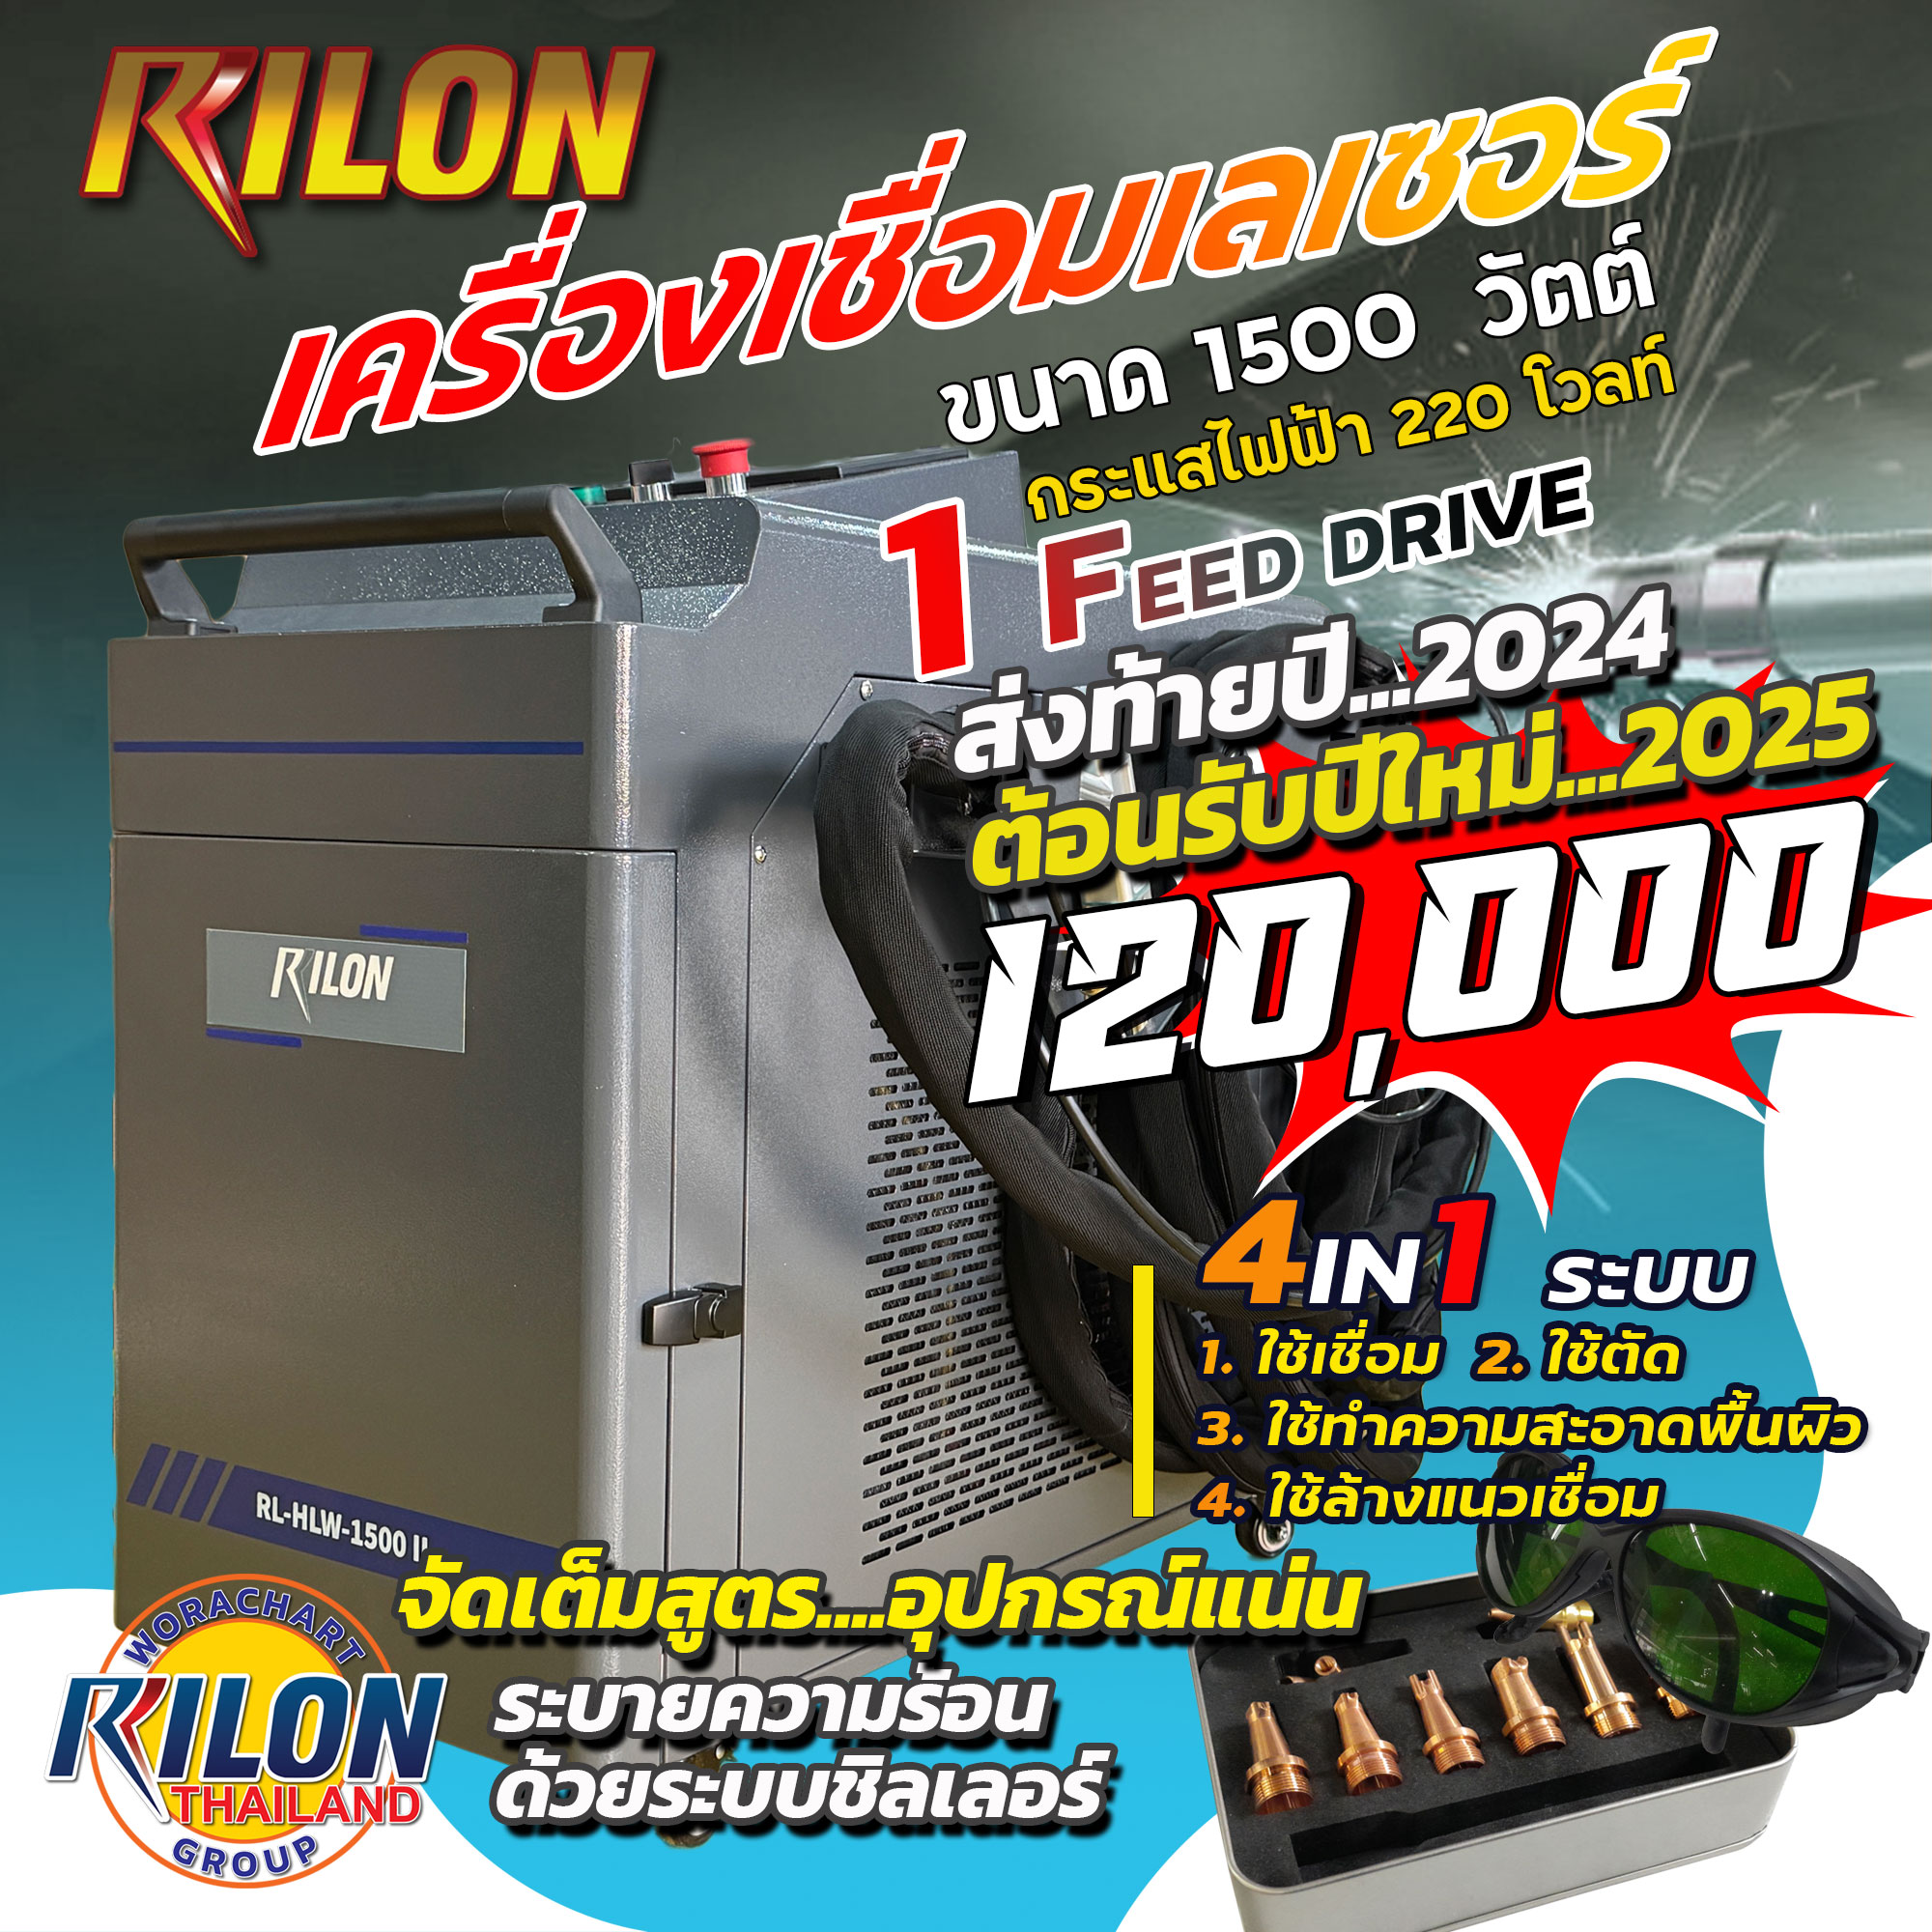 RILON
เครื่องเชื่อมเลเซอร์
ขนาด 1500 วัตต์
กระแสไฟฟ้า 220 โวลท์
1 FEED DRIVE
ส่งท้ายปี...2024
ต้อนรับปีใหม่...2025
120,000
RILON
4IN1 ระบบ
1. ใช้เชื่อม 2. ใช้ตัด
3. ใช้ทำความสะอาดพื้นผิว
4. ใช้ล้างแนวเชื่อม
RL-HLW-1500 II
จัดเต็มสูตร....อุปกรณ์แน่น
ระบายความร้อน
ด้วยระบบชิลเลอร์
WORACHART
RILON
THAILAND
GROUP